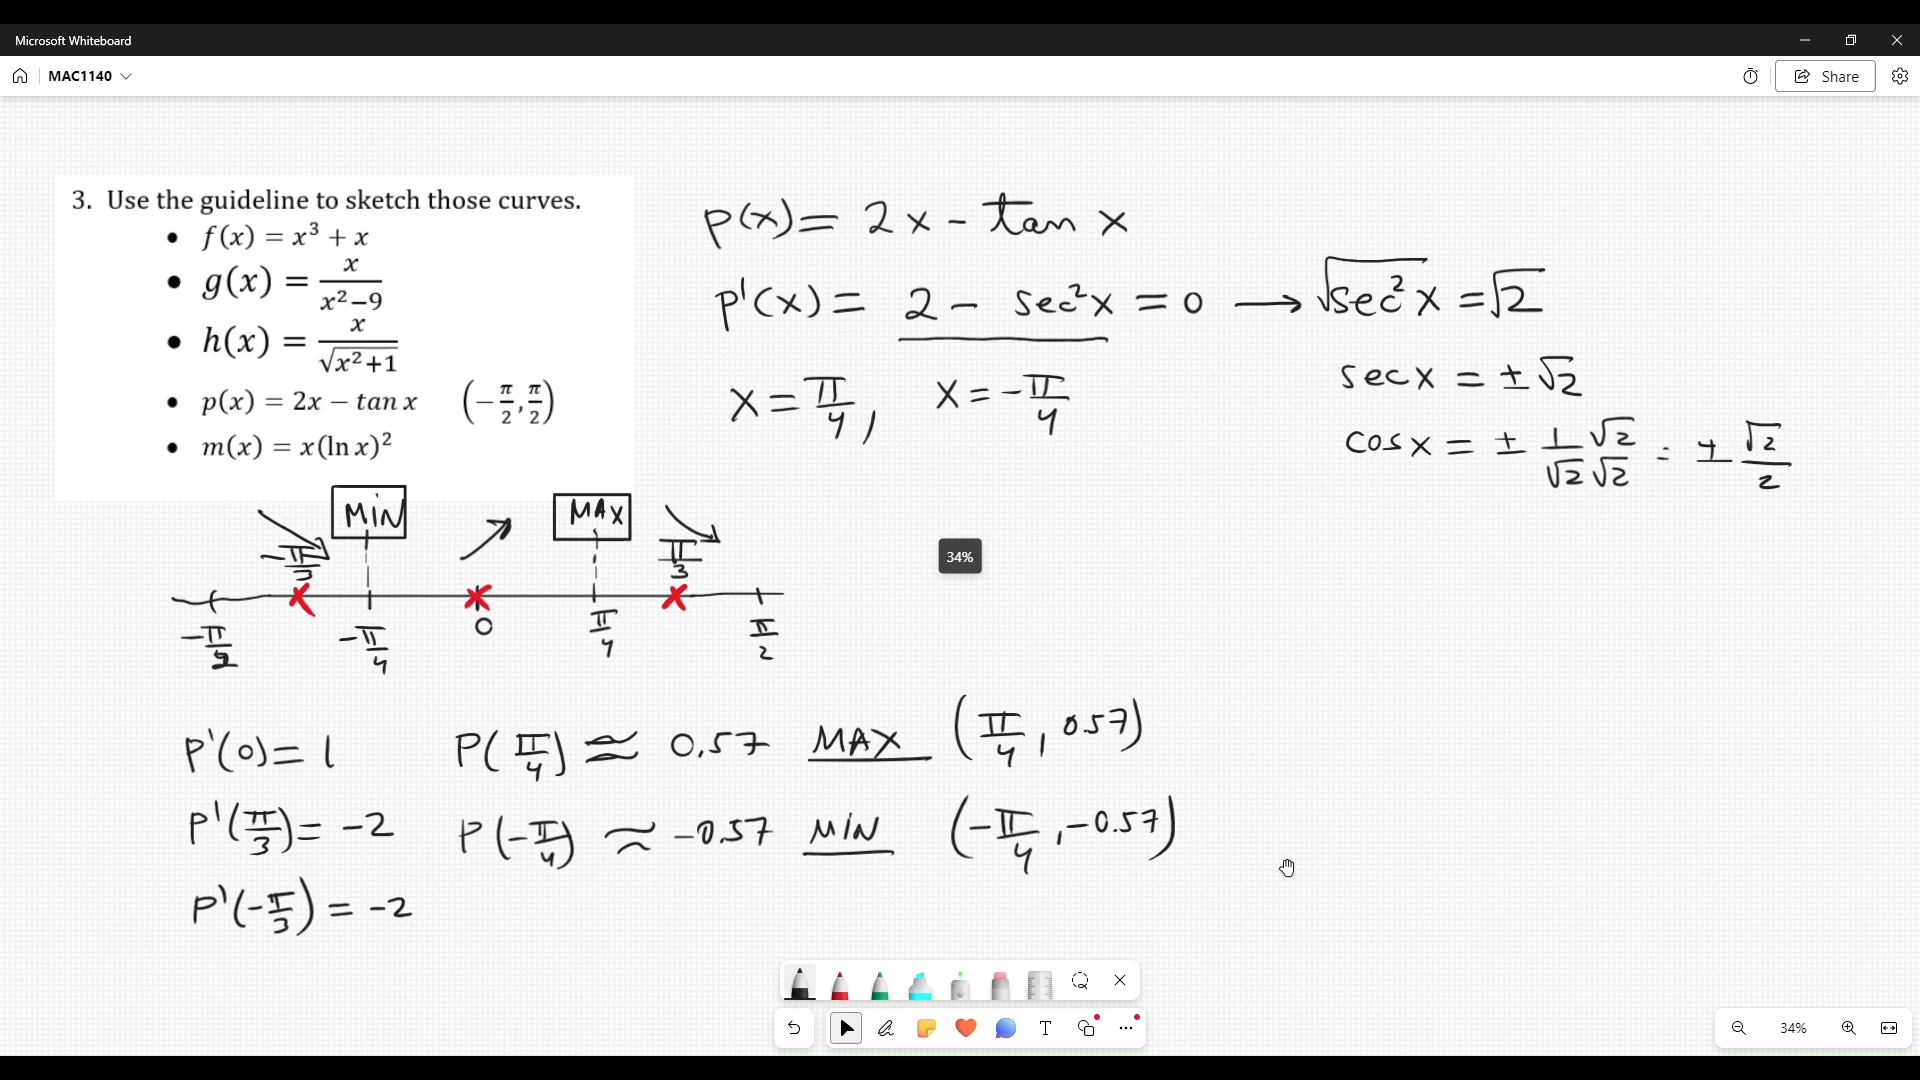 Microsoft Whiteboard
MAC1140
Share
3. Use the guideline to sketch those curves.
• f(x) = x³ + x
• g(x) = x/(x²−9)
• h(x) = x/√(x²+1)
• p(x) = 2x − tan x (−π/2, π/2)
• m(x) = x(ln x)²
p(x) = 2x - tan x
p'(x) = 2 - sec²x = 0 → √sec²x = √2
sec x = ± √2
x = π/4, x = -π/4
cos x = ± 1/√2 √2/√2 = ± √2/2
MIN MAX
-π/3 π/3
34%
-π/2 -π/4 0 π/4 π/2
P'(0) = 1 P(π/4) ≈ 0.57 MAX (π/4, 0.57)
P'(π/3) = -2 P(-π/4) ≈ -0.57 MIN (-π/4, -0.57)
P'(-π/3) = -2
T
34%